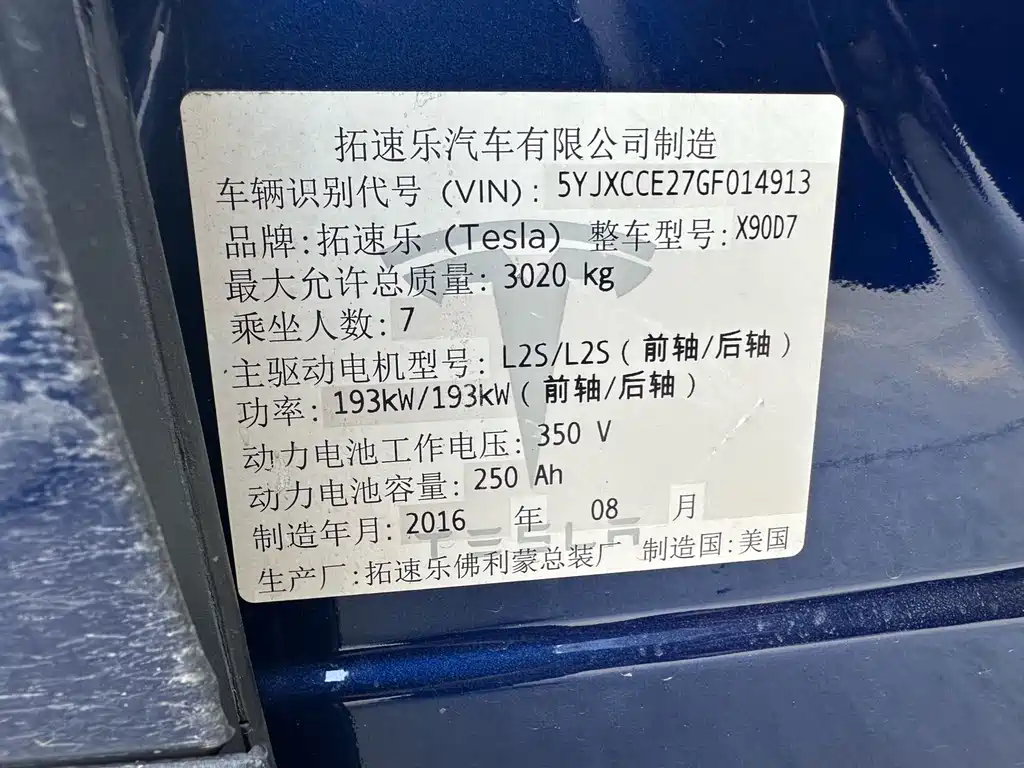 拓速乐汽车有限公司制造
车辆识别代号 (VIN): 5YJXCCE27GF014913
品牌:拓速乐 (Tesla) 整车型号:X90D7
最大允许总质量: 3020 kg
乘坐人数: 7
主驱动电机型号: L2S/L2S ( 前轴/后轴 )
功率: 193kW/193kW ( 前轴/后轴 )
动力电池工作电压: 350 V
动力电池容量: 250 Ah
制造年月: 2016 年 08 月
TESLA
生产厂:拓速乐佛利蒙总装厂 制造国:美国